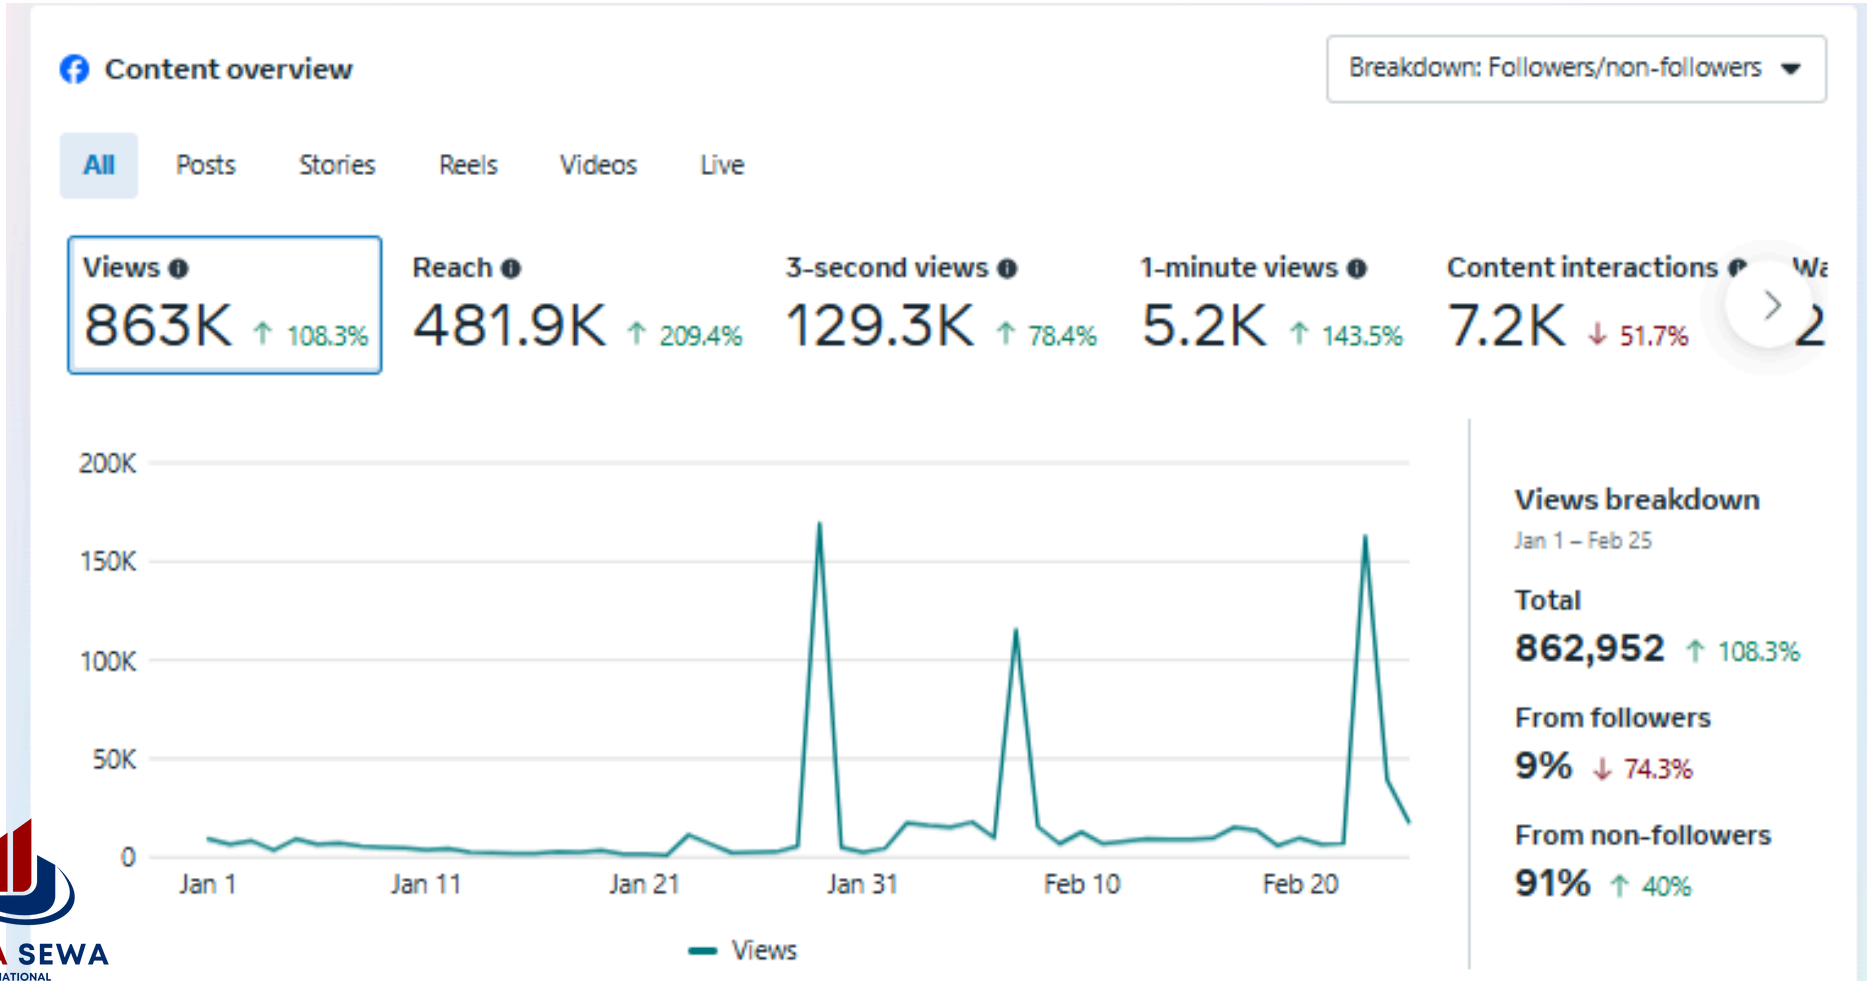 Content overview
Breakdown: Followers/non-followers
All Posts Stories Reels Videos Live
Views Reach 3-second views 1-minute views Content interactions
863K ↑ 108.3% 481.9K ↑ 209.4% 129.3K ↑ 78.4% 5.2K ↑ 143.5% 7.2K ↓ 51.7%
200K
150K
100K
50K
0
Jan 1 Jan 11 Jan 21 Jan 31 Feb 10 Feb 20
Views
Views breakdown
Jan 1 – Feb 25
Total
862,952 ↑ 108.3%
From followers
9% ↓ 74.3%
From non-followers
91% ↑ 40%
SEWA